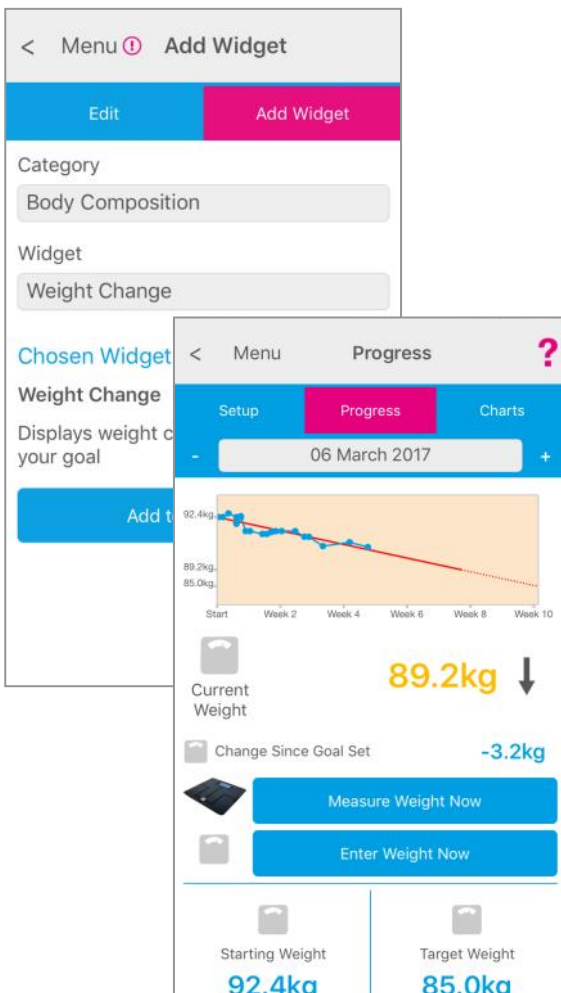 < Menu Add Widget
Edit Add Widget
Category
Body Composition
Widget
Weight Change
Chosen Widget
Weight Change
Displays weight c
your goal
Add t
< Menu Progress ?
Setup Progress Charts
- 06 March 2017 +
92.4kg
89.2kg
85.0kg
Start Week 2 Week 4 Week 6 Week 8 Week 10
Current
Weight
89.2kg
Change Since Goal Set -3.2kg
Measure Weight Now
Enter Weight Now
Starting Weight Target Weight
92.4kg 85.0kg